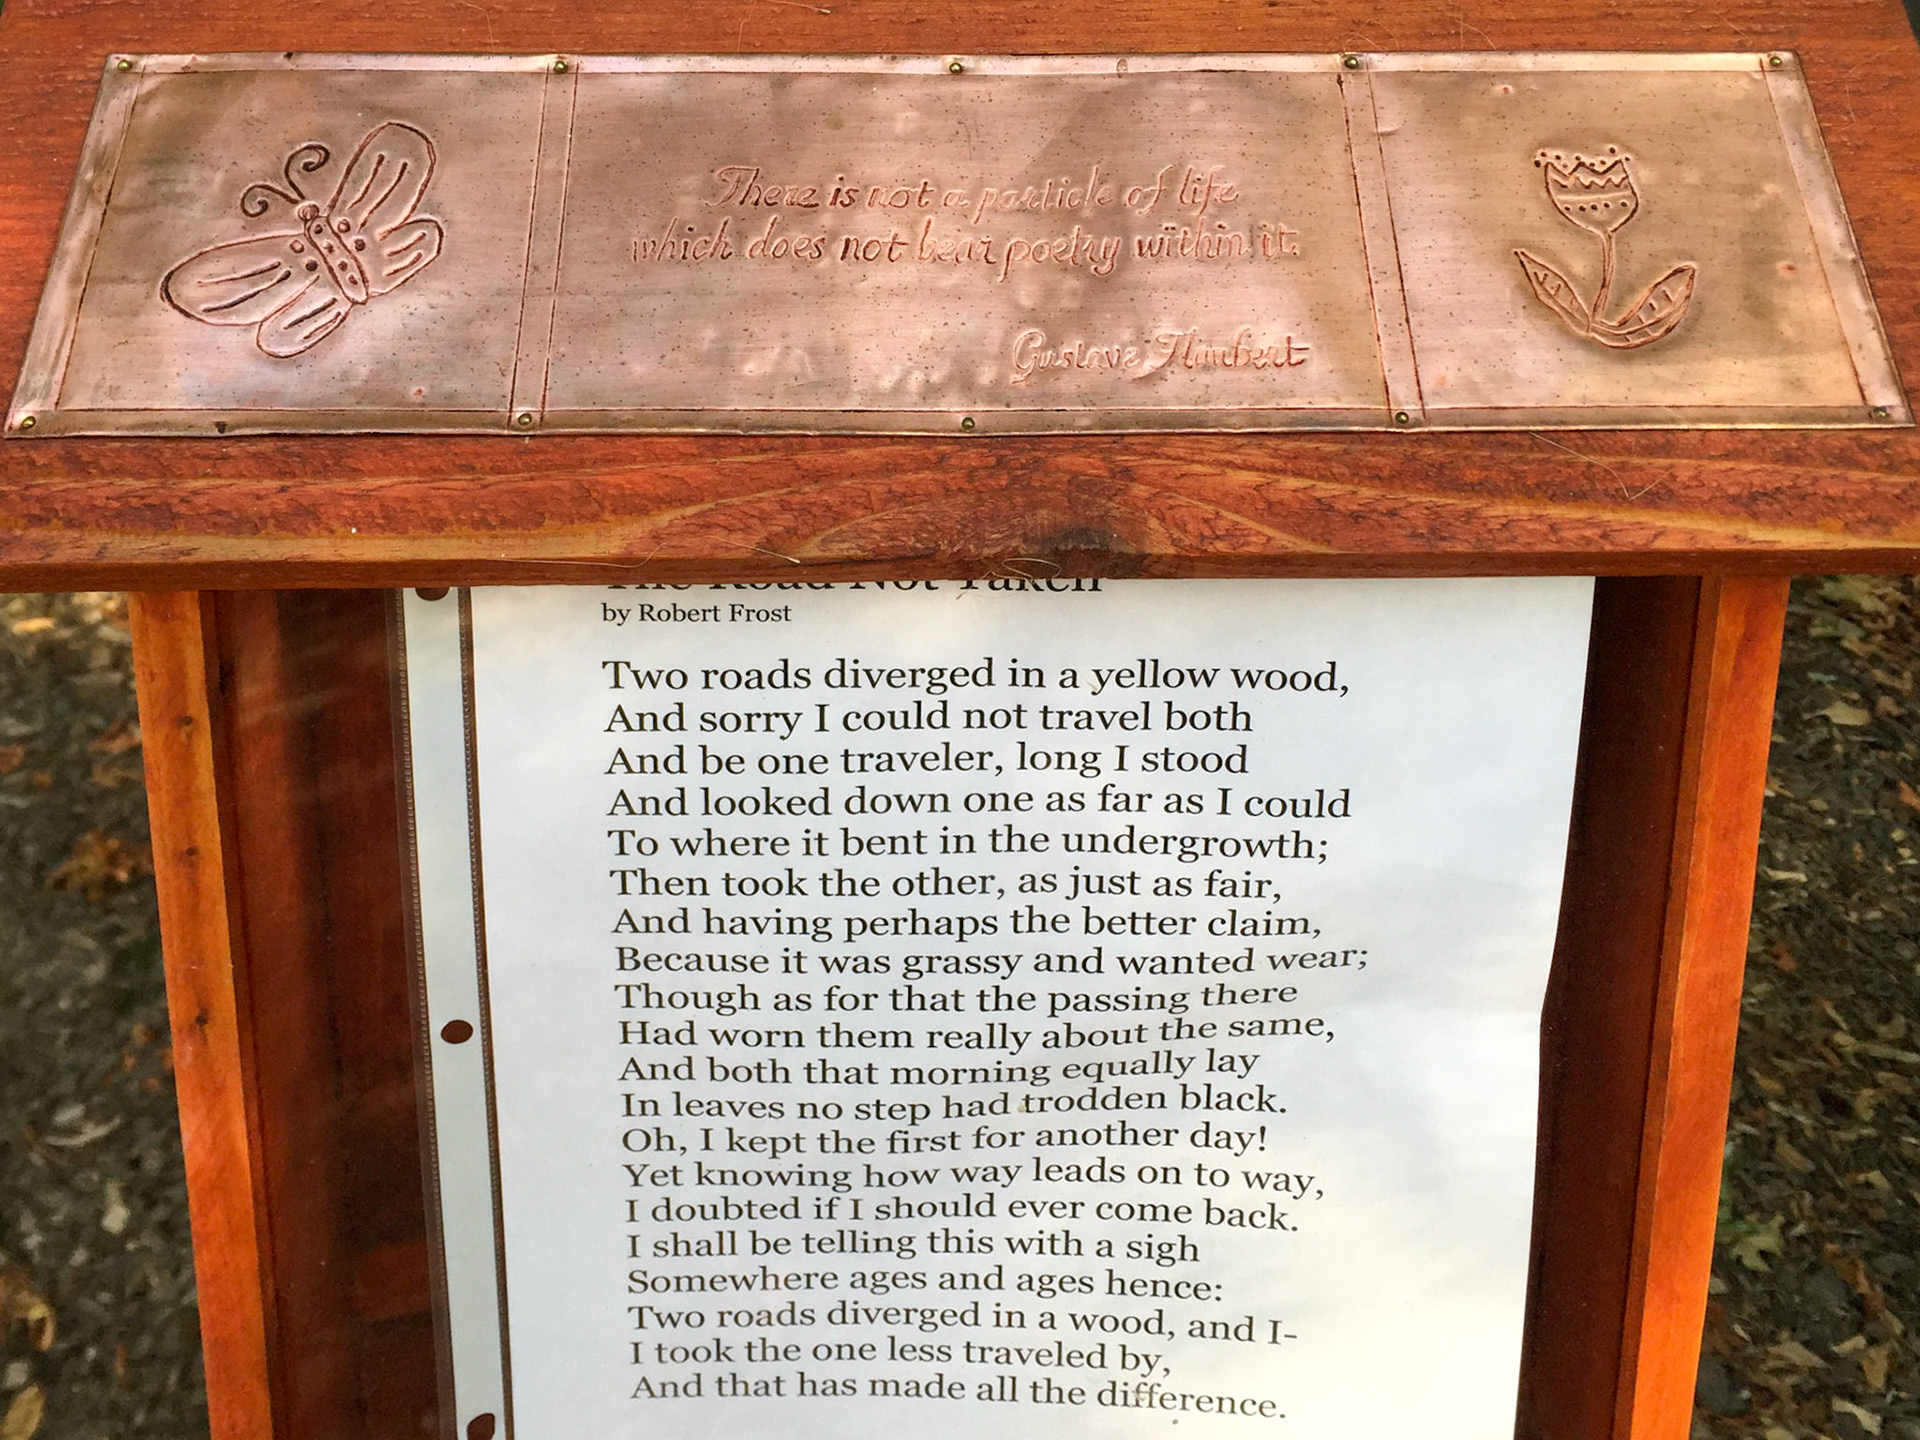 There is not a particle of life
which does not bear poetry within it.
Gustave Flaubert
The Road Not Taken
by Robert Frost
Two roads diverged in a yellow wood,
And sorry I could not travel both
And be one traveler, long I stood
And looked down one as far as I could
To where it bent in the undergrowth;
Then took the other, as just as fair,
And having perhaps the better claim,
Because it was grassy and wanted wear;
Though as for that the passing there
Had worn them really about the same,
And both that morning equally lay
In leaves no step had trodden black.
Oh, I kept the first for another day!
Yet knowing how way leads on to way,
I doubted if I should ever come back.
I shall be telling this with a sigh
Somewhere ages and ages hence:
Two roads diverged in a wood, and I-
I took the one less traveled by,
And that has made all the difference.